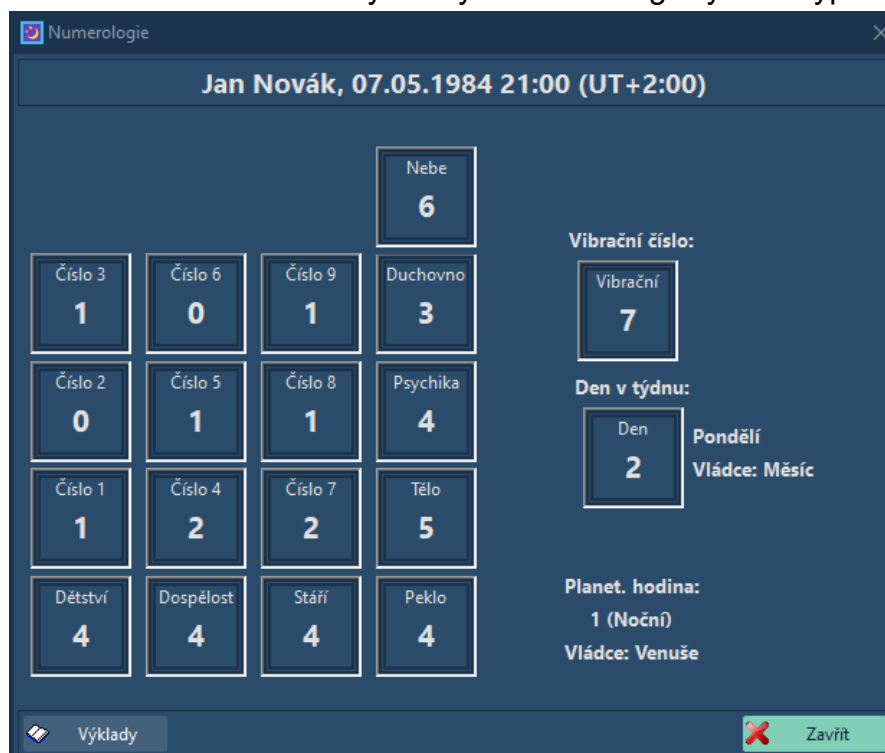 Numerologie
Jan Novák, 07.05.1984 21:00 (UT+2:00)
Nebe
6
Vibrační číslo:
Číslo 3 Číslo 6 Číslo 9 Duchovno Vibrační
1 0 1 3 7
Číslo 2 Číslo 5 Číslo 8 Psychika Den v týdnu:
0 1 1 4
Den Pondělí
2 Vládce: Měsíc
Číslo 1 Číslo 4 Číslo 7 Tělo
1 2 2 5
Dětství Dospělost Stáří Peklo Planet. hodina:
4 4 4 4 1 (Noční)
Vládce: Venuše
Výklady Zavřít